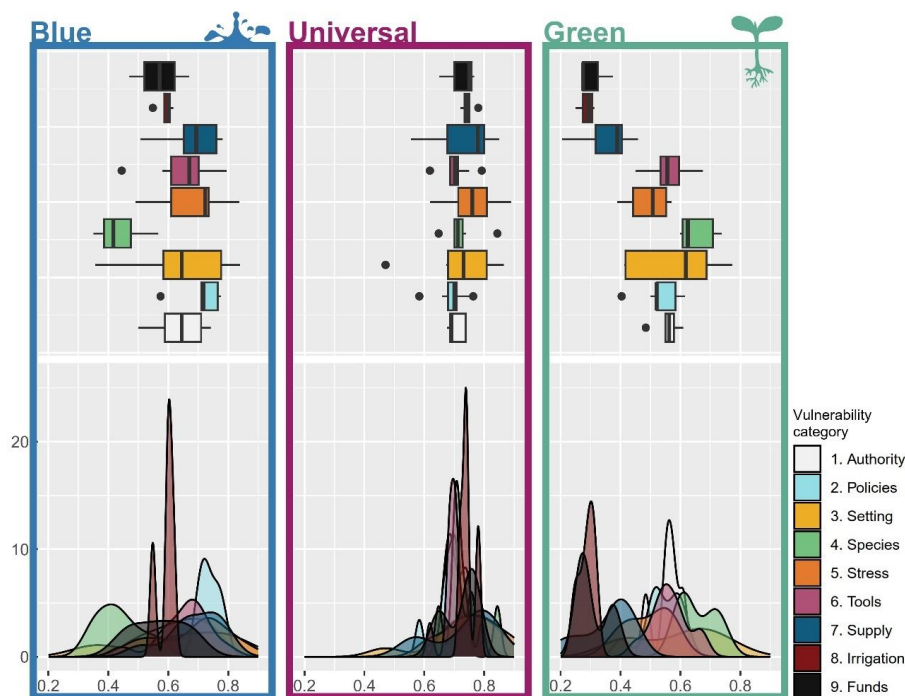 Blue
Universal
Green
20
10
0
0.2 0.4 0.6 0.8
0.2 0.4 0.6 0.8
0.2 0.4 0.6 0.8
Vulnerability
category
1. Authority
2. Policies
3. Setting
4. Species
5. Stress
6. Tools
7. Supply
8. Irrigation
9. Funds